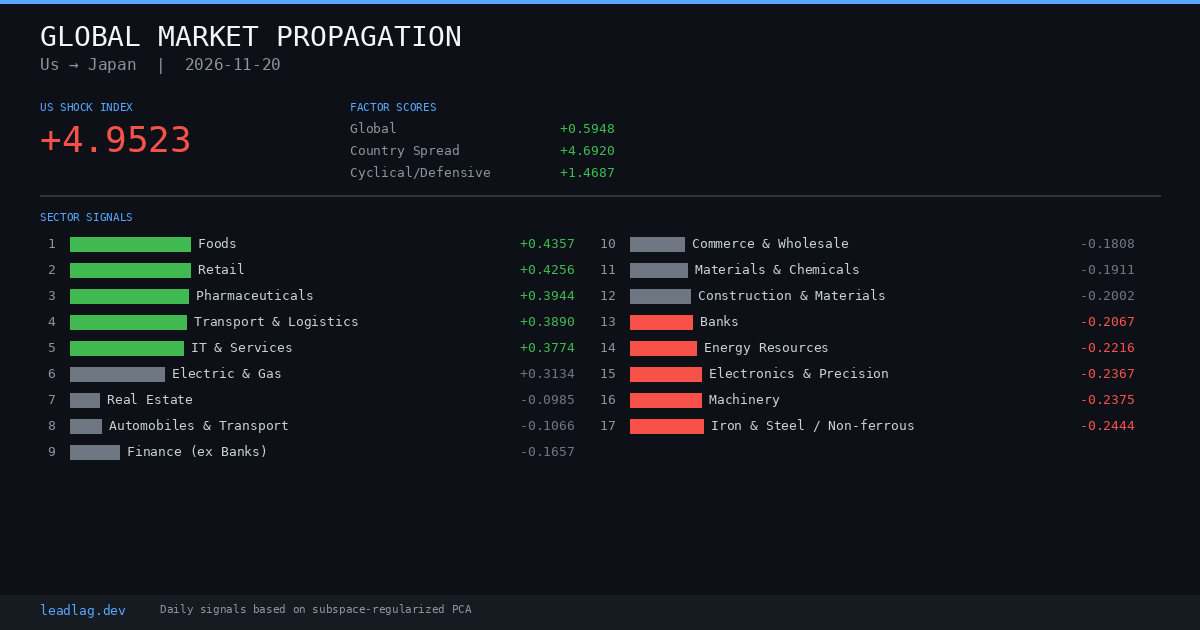 GLOBAL MARKET PROPAGATION
Us → Japan | 2026-11-20
US SHOCK INDEX
+4.9523
FACTOR SCORES
Global +0.5948
Country Spread +4.6920
Cyclical/Defensive +1.4687
SECTOR SIGNALS
1 Foods +0.4357
2 Retail +0.4256
3 Pharmaceuticals +0.3944
4 Transport & Logistics +0.3890
5 IT & Services +0.3774
6 Electric & Gas +0.3134
7 Real Estate -0.0985
8 Automobiles & Transport -0.1066
9 Finance (ex Banks) -0.1657
10 Commerce & Wholesale -0.1808
11 Materials & Chemicals -0.1911
12 Construction & Materials -0.2002
13 Banks -0.2067
14 Energy Resources -0.2216
15 Electronics & Precision -0.2367
16 Machinery -0.2375
17 Iron & Steel / Non-ferrous -0.2444
leadlag.dev Daily signals based on subspace-regularized PCA